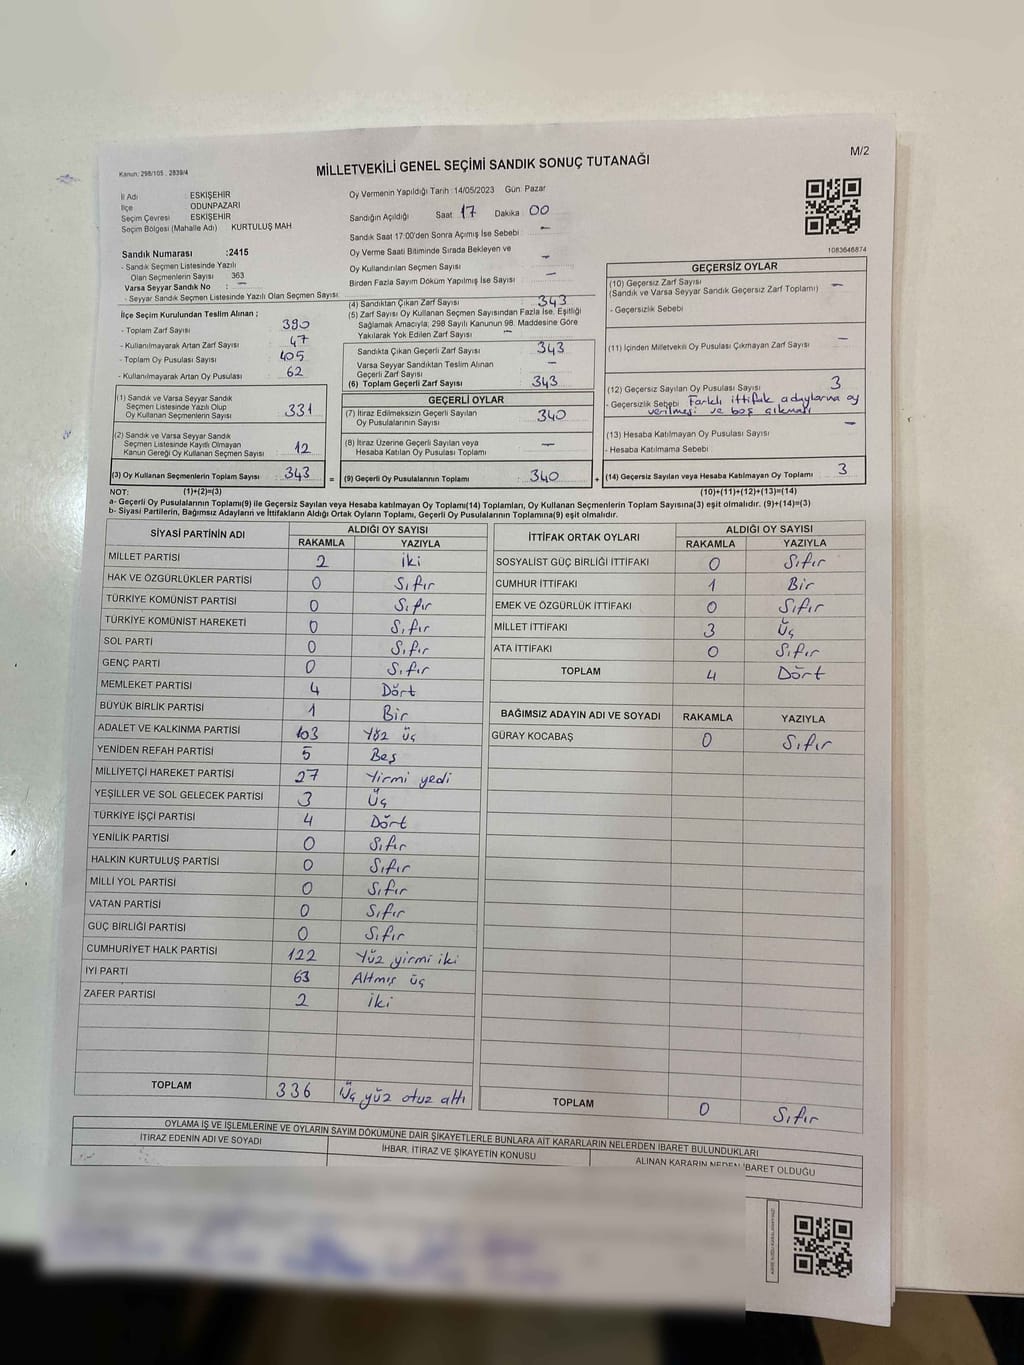 M/2
Kanun: 298/105 , 2839/4
MİLLETVEKİLİ GENEL SEÇİMİ SANDIK SONUÇ TUTANAĞI
İl Adı : ESKİŞEHİR
İlçe : ODUNPAZARI
Seçim Çevresi : ESKİŞEHİR
Seçim Bölgesi (Mahalle Adı) KURTULUŞ MAH
Oy Vermenin Yapıldığı Tarih :14/05/2023 Gün: Pazar
Sandığın Açıldığı Saat 17 Dakika 00
Sandık Saat 17:00'den Sonra Açımış İse Sebebi : —
Oy Verme Saati Bitiminde Sırada Bekleyen ve
Oy Kullandırılan Seçmen Sayısı : —
Birden Fazla Sayım Döküm Yapılmış İse Sayısı : —
1083646874
Sandık Numarası :2415
- Sandık Seçmen Listesinde Yazılı
Olan Seçmenlerin Sayısı 363
Varsa Seyyar Sandık No : —
- Seyyar Sandık Seçmen Listesinde Yazılı Olan Seçmen Sayısı:
İlçe Seçim Kurulundan Teslim Alınan ;
- Toplam Zarf Sayısı 390
- Kullanılmayarak Artan Zarf Sayısı 47
- Toplam Oy Pusulası Sayısı 405
- Kullanılmayarak Artan Oy Pusulası 62
(1) Sandık ve Varsa Seyyar Sandık
Seçmen Listesinde Yazılı Olup
Oy Kullanan Seçmenlerin Sayısı 331
(2) Sandık ve Varsa Seyyar Sandık
Seçmen Listesinde Kayıtlı Olmayan
Kanun Gereği Oy Kullanan Seçmen Sayısı 12
(3) Oy Kullanan Seçmenlerin Toplam Sayısı : 343
(4) Sandıktan Çıkan Zarf Sayısı : 343
(5) Zarf Sayısı Oy Kullanan Seçmen Sayısından Fazla İse, Eşitliği
Sağlamak Amacıyla, 298 Sayılı Kanunun 98. Maddesine Göre
Yakılarak Yok Edilen Zarf Sayısı : —
Sandıkta Çıkan Geçerli Zarf Sayısı : 343
Varsa Seyyar Sandıktan Teslim Alınan
Geçerli Zarf Sayısı : —
(6) Toplam Geçerli Zarf Sayısı : 343
GEÇERLİ OYLAR
(7) İtiraz Edilmeksizin Geçerli Sayılan
Oy Pusulalarının Sayısı : 340
(8) İtiraz Üzerine Geçerli Sayılan veya
Hesaba Katılan Oy Pusulası Toplamı : —
= (9) Geçerli Oy Pusulalarının Toplamı : 340 +
GEÇERSİZ OYLAR
(10) Geçersiz Zarf Sayısı
(Sandık ve Varsa Seyyar Sandık Geçersiz Zarf Toplamı) : —
- Geçersizlik Sebebi
(11) İçinden Milletvekili Oy Pusulası Çıkmayan Zarf Sayısı : —
(12) Geçersiz Sayılan Oy Pusulası Sayısı : 3
- Geçersizlik Sebebi Farklı ittifak adaylarına oy
verilmesi ve boş çıkması
(13) Hesaba Katılmayan Oy Pusulası Sayısı : —
- Hesaba Katılmama Sebebi
(14) Geçersiz Sayılan veya Hesaba Katılmayan Oy Toplamı : 3
NOT: (1)+(2)=(3) (10)+(11)+(12)+(13)=(14)
a- Geçerli Oy Pusulalarının Toplamı(9) ile Geçersiz Sayılan veya Hesaba katılmayan Oy Toplamı(14) Toplamları, Oy Kullanan Seçmenlerin Toplam Sayısına(3) eşit olmalıdır. (9)+(14)=(3)
b- Siyasi Partilerin, Bağımsız Adayların ve İttifakların Aldığı Ortak Oyların Toplamı, Geçerli Oy Pusulalarının Toplamına(9) eşit olmalıdır.
SİYASİ PARTİNİN ADI ALDIĞI OY SAYISI
RAKAMLA YAZIYLA
MİLLET PARTİSİ 2 iki
HAK VE ÖZGÜRLÜKLER PARTİSİ 0 Sıfır
TÜRKİYE KOMÜNİST PARTİSİ 0 Sıfır
TÜRKİYE KOMÜNİST HAREKETİ 0 Sıfır
SOL PARTİ 0 Sıfır
GENÇ PARTİ 0 Sıfır
MEMLEKET PARTİSİ 4 Dört
BÜYÜK BİRLİK PARTİSİ 1 Bir
ADALET VE KALKINMA PARTİSİ 103 Yüz üç
YENİDEN REFAH PARTİSİ 5 Beş
MİLLİYETÇİ HAREKET PARTİSİ 27 Yirmi yedi
YEŞİLLER VE SOL GELECEK PARTİSİ 3 Üç
TÜRKİYE İŞÇİ PARTİSİ 4 Dört
YENİLİK PARTİSİ 0 Sıfır
HALKIN KURTULUŞ PARTİSİ 0 Sıfır
MİLLİ YOL PARTİSİ 0 Sıfır
VATAN PARTİSİ 0 Sıfır
GÜÇ BİRLİĞİ PARTİSİ 0 Sıfır
CUMHURİYET HALK PARTİSİ 122 Yüz yirmi iki
İYİ PARTİ 63 Altmış üç
ZAFER PARTİSİ 2 iki
TOPLAM 336 Üç yüz otuz altı
İTTİFAK ORTAK OYLARI ALDIĞI OY SAYISI
RAKAMLA YAZIYLA
SOSYALİST GÜÇ BİRLİĞİ İTTİFAKI 0 Sıfır
CUMHUR İTTİFAKI 1 Bir
EMEK VE ÖZGÜRLÜK İTTİFAKI 0 Sıfır
MİLLET İTTİFAKI 3 Üç
ATA İTTİFAKI 0 Sıfır
TOPLAM 4 Dört
BAĞIMSIZ ADAYIN ADI VE SOYADI RAKAMLA YAZIYLA
GÜRAY KOCABAŞ 0 Sıfır
TOPLAM 0 Sıfır
OYLAMA İŞ VE İŞLEMLERİNE VE OYLARIN SAYIM DÖKÜMÜNE DAİR ŞİKAYETLERLE BUNLARA AİT KARARLARIN NELERDEN İBARET BULUNDUKLARI
İTİRAZ EDENİN ADI VE SOYADI İHBAR, İTİRAZ VE ŞİKAYETİN KONUSU ALINAN KARARIN NEDEN İBARET OLDUĞU